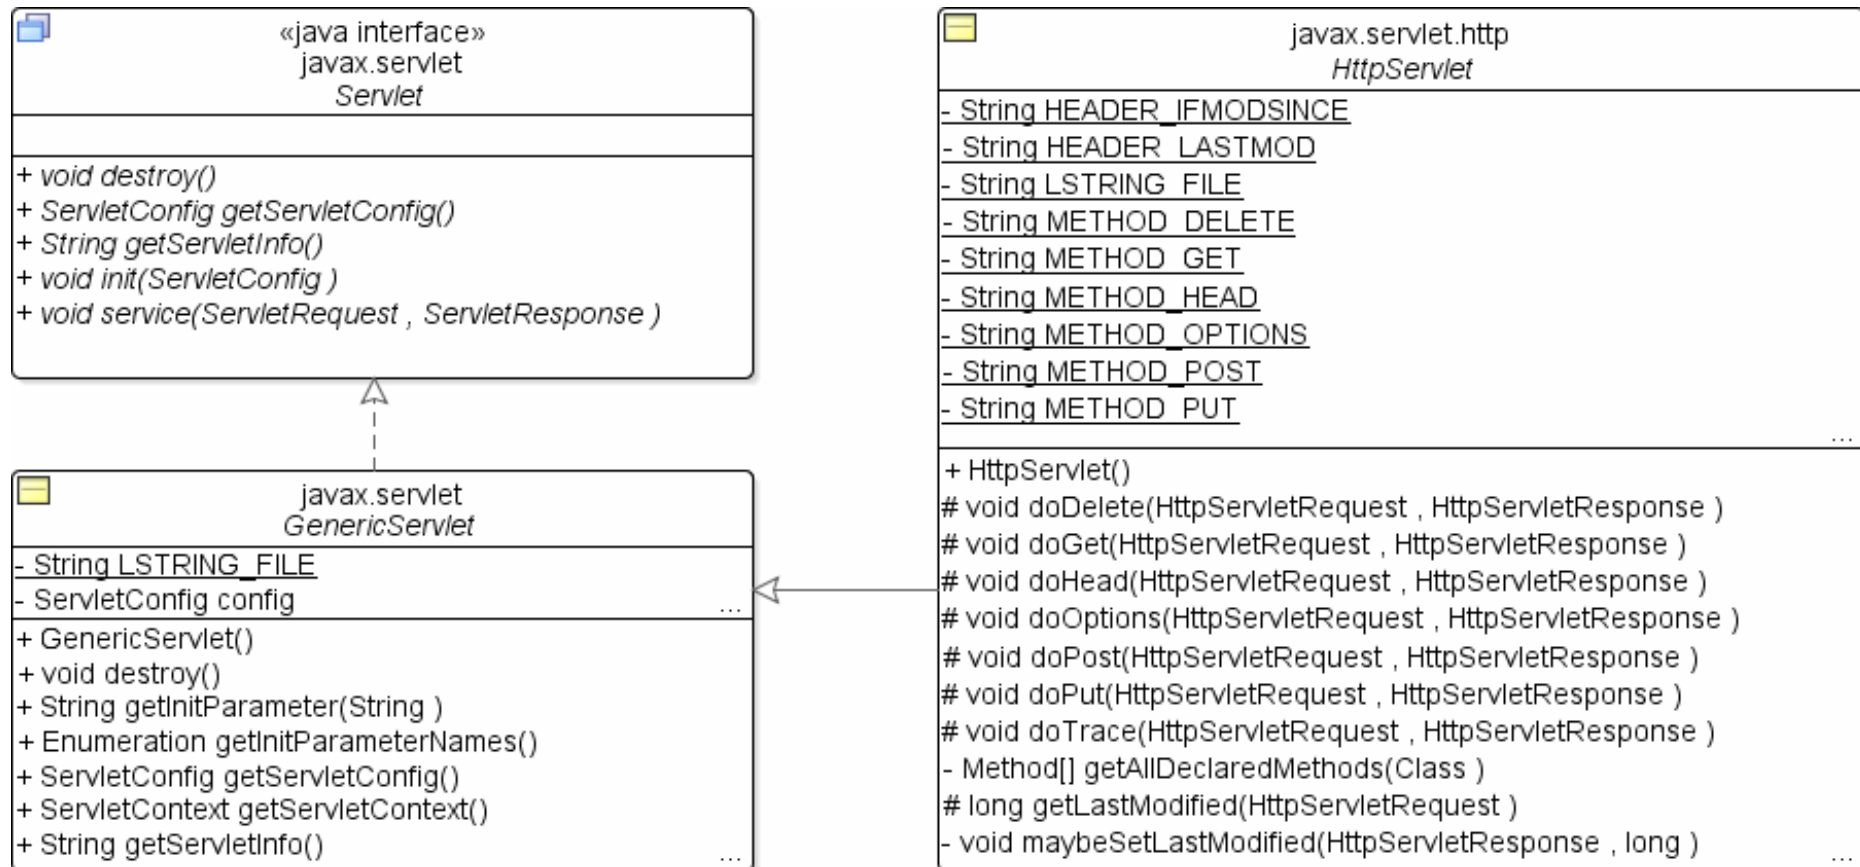 «java interface»
javax.servlet
Servlet
+ void destroy()
+ ServletConfig getServletConfig()
+ String getServletInfo()
+ void init(ServletConfig )
+ void service(ServletRequest , ServletResponse )
javax.servlet
GenericServlet
- String LSTRING_FILE
- ServletConfig config
...
+ GenericServlet()
+ void destroy()
+ String getInitParameter(String )
+ Enumeration getInitParameterNames()
+ ServletConfig getServletConfig()
+ ServletContext getServletContext()
+ String getServletInfo()
...
javax.servlet.http
HttpServlet
- String HEADER_IFMODSINCE
- String HEADER_LASTMOD
- String LSTRING_FILE
- String METHOD_DELETE
- String METHOD_GET
- String METHOD_HEAD
- String METHOD_OPTIONS
- String METHOD_POST
- String METHOD_PUT
...
+ HttpServlet()
# void doDelete(HttpServletRequest , HttpServletResponse )
# void doGet(HttpServletRequest , HttpServletResponse )
# void doHead(HttpServletRequest , HttpServletResponse )
# void doOptions(HttpServletRequest , HttpServletResponse )
# void doPost(HttpServletRequest , HttpServletResponse )
# void doPut(HttpServletRequest , HttpServletResponse )
# void doTrace(HttpServletRequest , HttpServletResponse )
- Method[] getAllDeclaredMethods(Class )
# long getLastModified(HttpServletRequest )
- void maybeSetLastModified(HttpServletResponse , long )
...